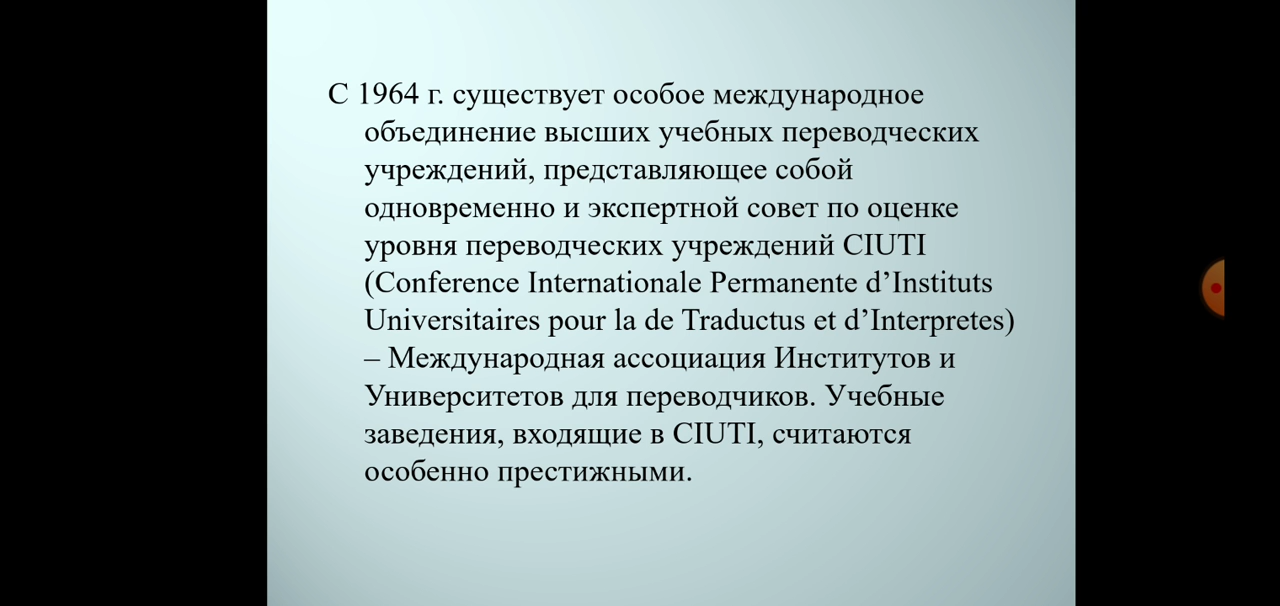 С 1964 г. существует особое международное
объединение высших учебных переводческих
учреждений, представляющее собой
одновременно и экспертной совет по оценке
уровня переводческих учреждений CIUTI
(Conference Internationale Permanente d’Instituts
Universitaires pour la de Traductus et d’Interpretes)
– Международная ассоциация Институтов и
Университетов для переводчиков. Учебные
заведения, входящие в CIUTI, считаются
особенно престижными.